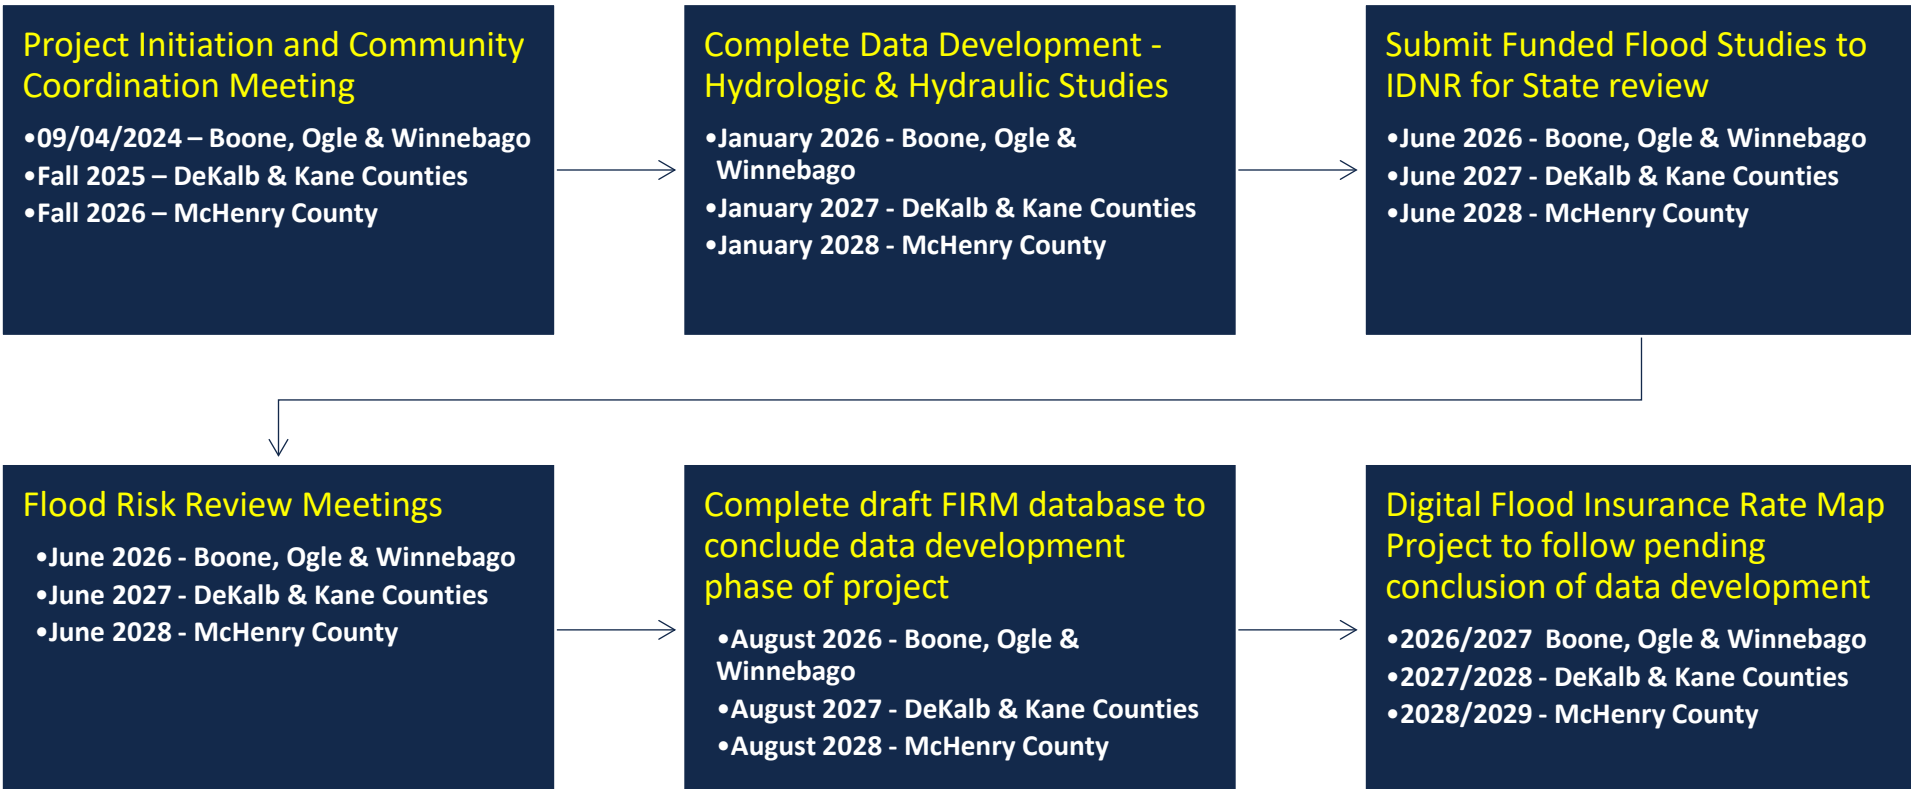 Project Initiation and Community
Coordination Meeting
•09/04/2024 – Boone, Ogle & Winnebago
•Fall 2025 – DeKalb & Kane Counties
•Fall 2026 – McHenry County
Complete Data Development -
Hydrologic & Hydraulic Studies
•January 2026 - Boone, Ogle &
Winnebago
•January 2027 - DeKalb & Kane Counties
•January 2028 - McHenry County
Submit Funded Flood Studies to
IDNR for State review
•June 2026 - Boone, Ogle & Winnebago
•June 2027 - DeKalb & Kane Counties
•June 2028 - McHenry County
Flood Risk Review Meetings
•June 2026 - Boone, Ogle & Winnebago
•June 2027 - DeKalb & Kane Counties
•June 2028 - McHenry County
Complete draft FIRM database to
conclude data development
phase of project
•August 2026 - Boone, Ogle &
Winnebago
•August 2027 - DeKalb & Kane Counties
•August 2028 - McHenry County
Digital Flood Insurance Rate Map
Project to follow pending
conclusion of data development
•2026/2027  Boone, Ogle & Winnebago
•2027/2028 - DeKalb & Kane Counties
•2028/2029 - McHenry County